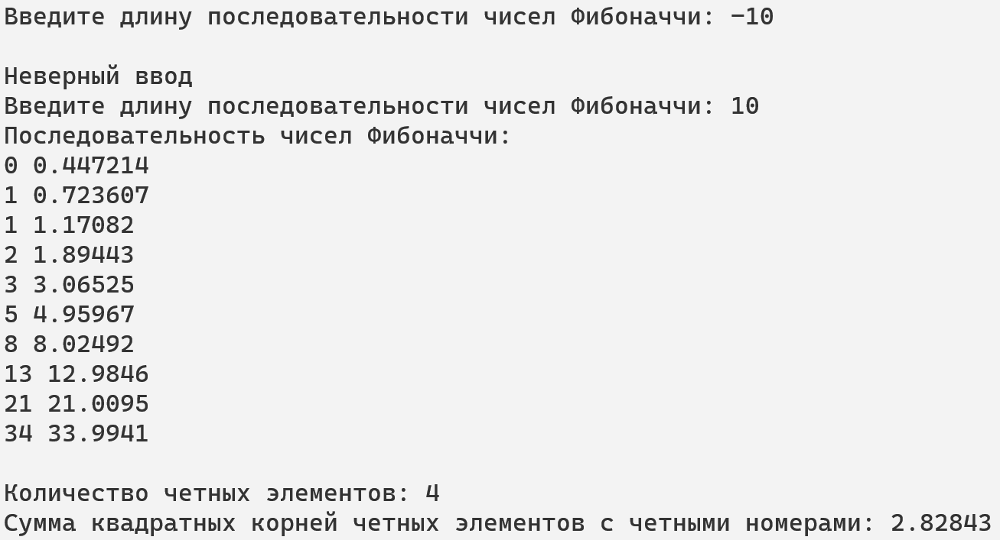 Введите длину последовательности чисел Фибоначчи: -10
Неверный ввод
Введите длину последовательности чисел Фибоначчи: 10
Последовательность чисел Фибоначчи:
0 0.447214
1 0.723607
1 1.17082
2 1.89443
3 3.06525
5 4.95967
8 8.02492
13 12.9846
21 21.0095
34 33.9941
Количество четных элементов: 4
Сумма квадратных корней четных элементов с четными номерами: 2.82843